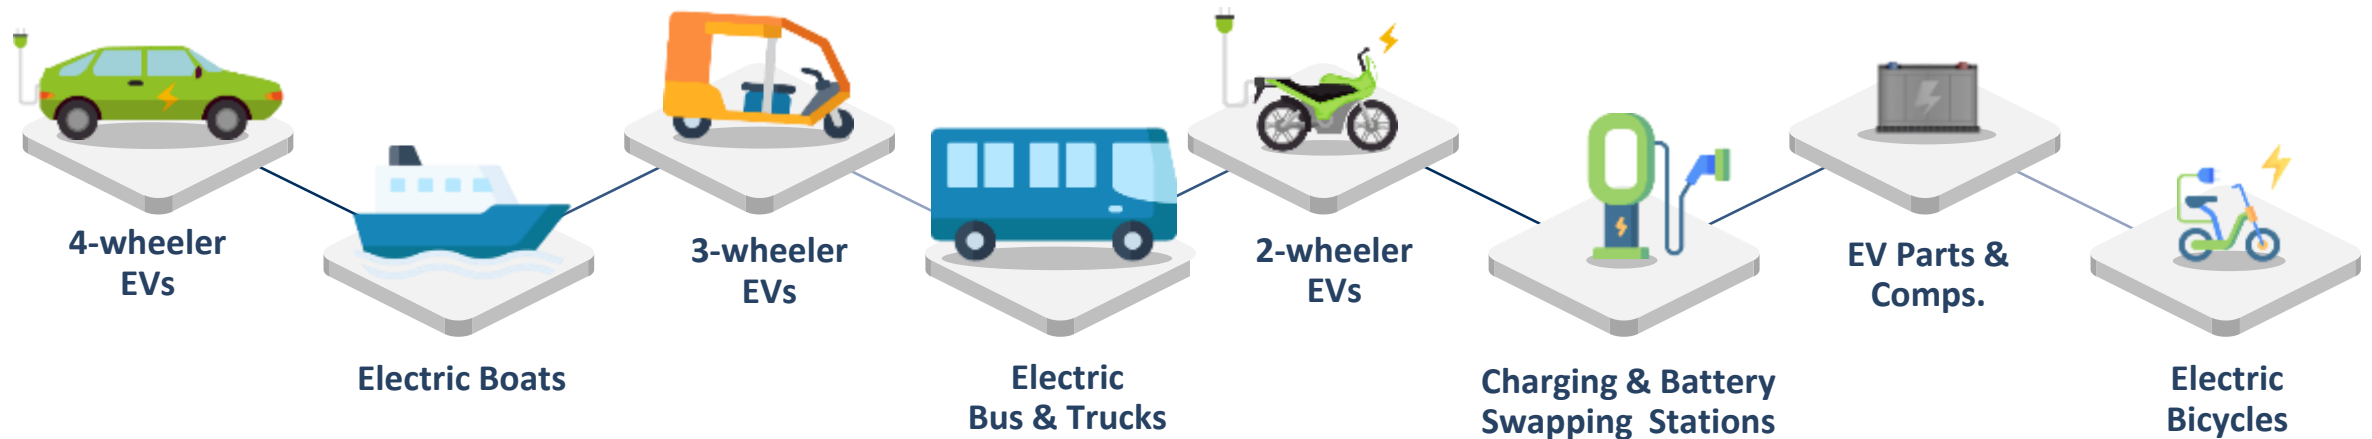 4-wheeler
EVs
Electric Boats
3-wheeler
EVs
Electric
Bus & Trucks
2-wheeler
EVs
Charging & Battery
Swapping Stations
EV Parts &
Comps.
Electric
Bicycles